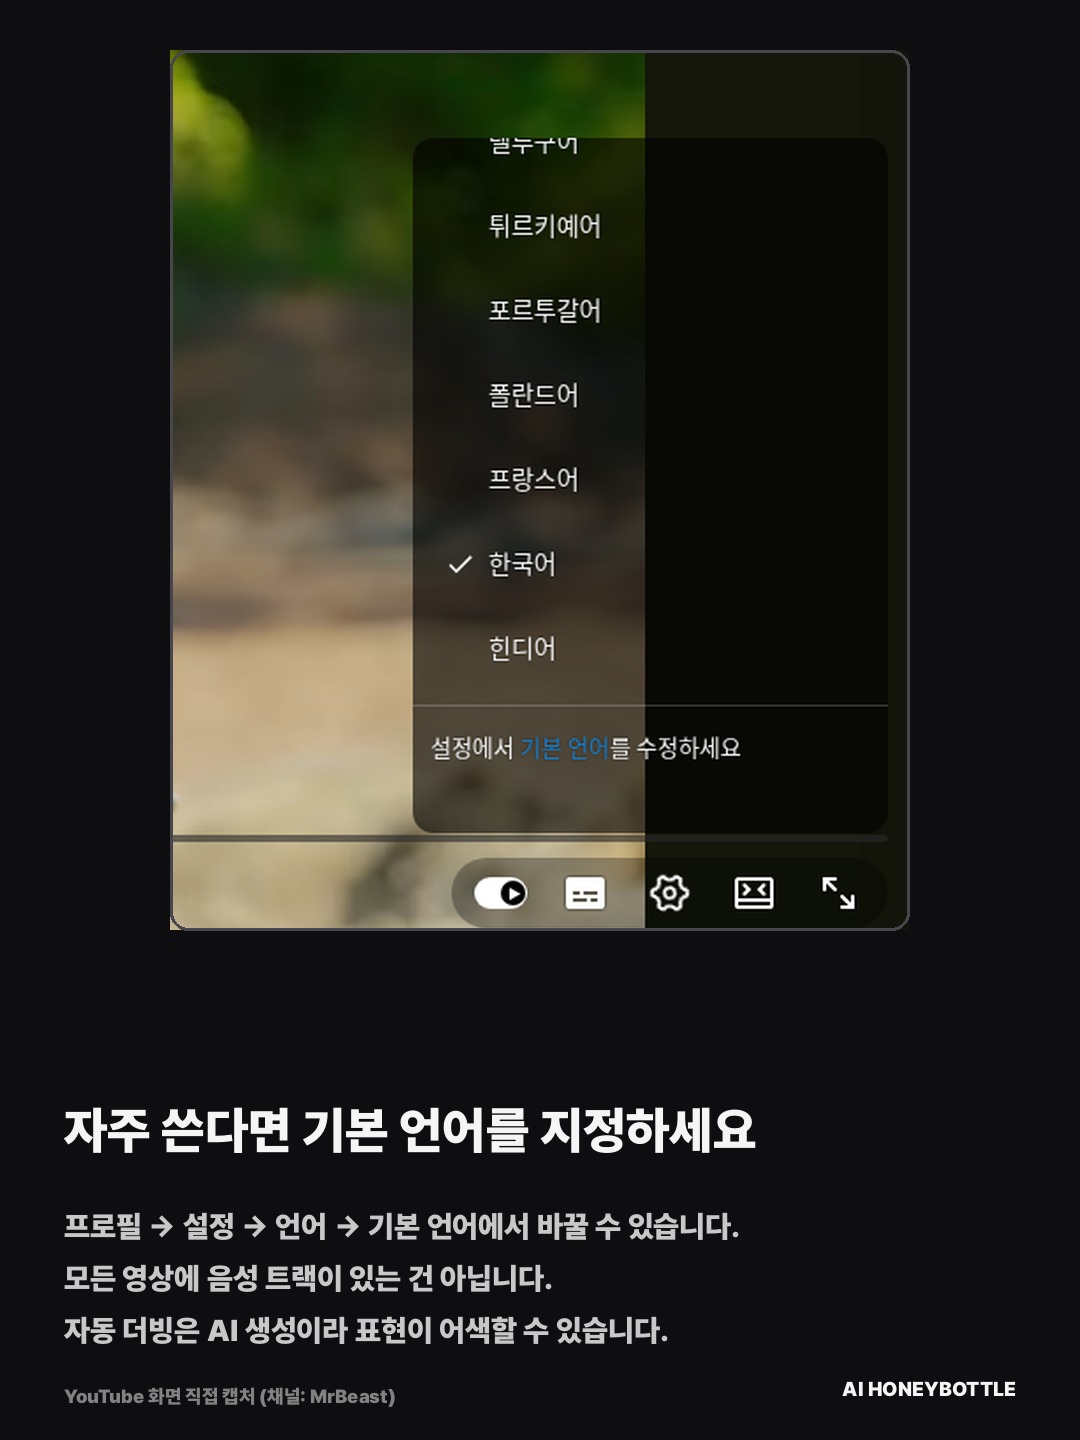 텔루구어
튀르키예어
포르투갈어
폴란드어
프랑스어
한국어
힌디어
설정에서 기본 언어를 수정하세요
자주 쓴다면 기본 언어를 지정하세요
프로필 → 설정 → 언어 → 기본 언어에서 바꿀 수 있습니다.
모든 영상에 음성 트랙이 있는 건 아닙니다.
자동 더빙은 AI 생성이라 표현이 어색할 수 있습니다.
YouTube 화면 직접 캡처 (채널: MrBeast)
AI HONEYBOTTLE